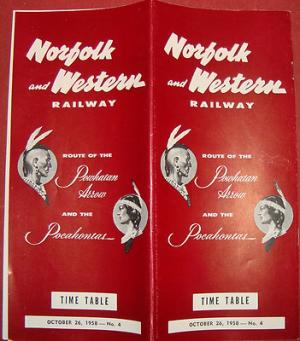 Norfolk
and Western
RAILWAY
ROUTE OF THE
Powhatan
Arrow
AND THE
Pocahontas
TIME TABLE
OCTOBER 26, 1958 — No. 4
Norfolk
and Western
RAILWAY
ROUTE OF THE
Powhatan
Arrow
AND THE
Pocahontas
TIME TABLE
OCTOBER 26, 1958 — No. 4